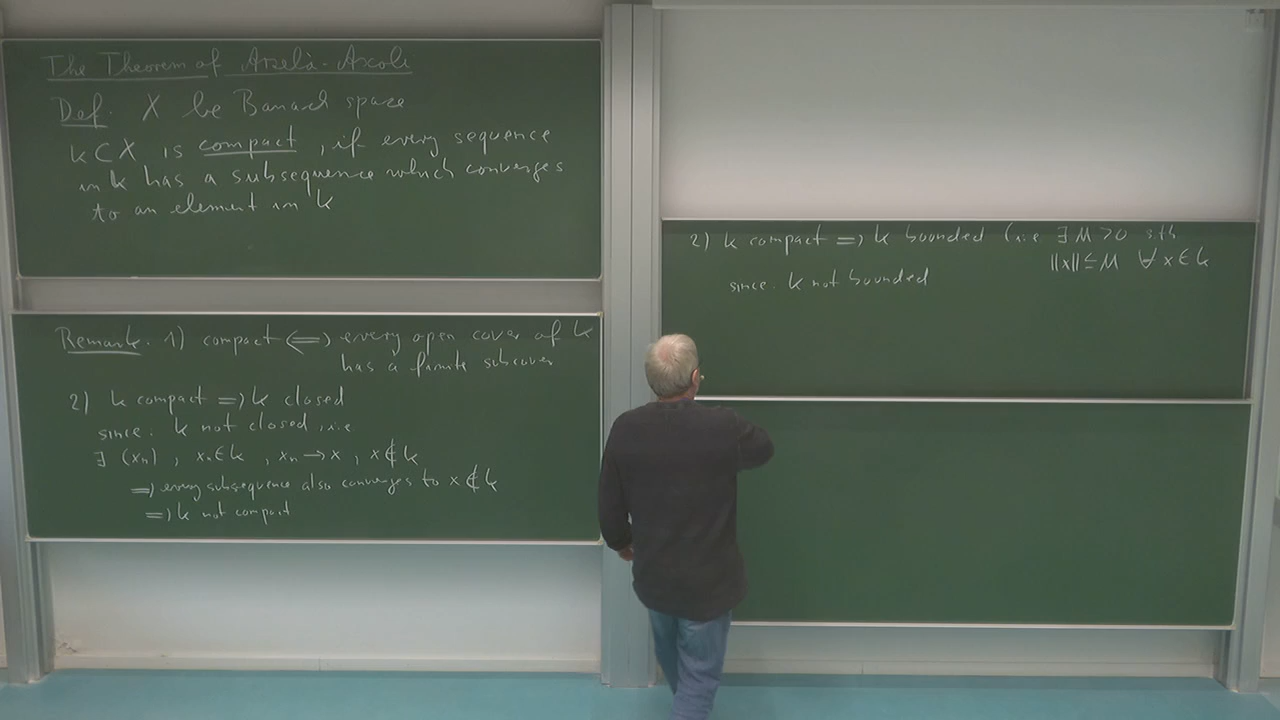 The Theorem of Arzelà-Ascoli
Def. X be Banach space
K ⊂ X is compact, if every sequence
in K has a subsequence which converges
to an element in K
Remark. 1) compact ⟺ every open cover of K
has a finite subcover
2) K compact ⟹ K closed
since: K not closed, i.e
∃ (xₙ), xₙ ∈ K, xₙ → x, x ∉ K
⟹ every subsequence also converges to x ∉ K
⟹ K not compact
2) K compact ⟹ K bounded (i.e ∃ M > 0 s.th
||x|| ≤ M ∀ x ∈ K
since: K not bounded